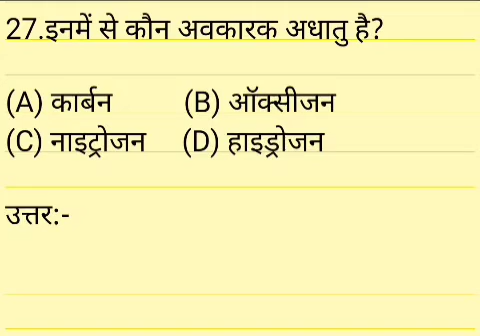 27.इनमें से कौन अवकारक अधातु है?
(A) कार्बन (B) ऑक्सीजन
(C) नाइट्रोजन (D) हाइड्रोजन
उत्तर:-